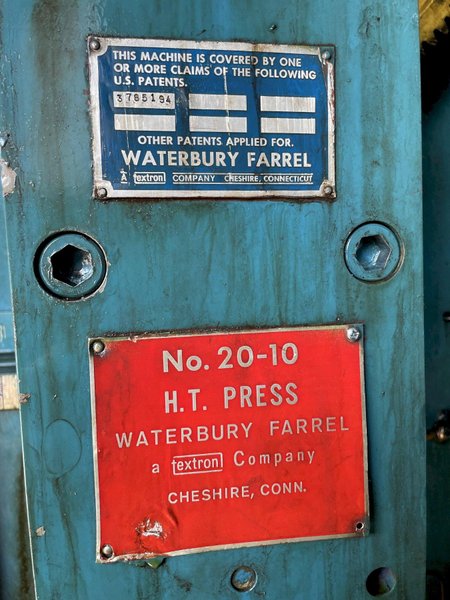 THIS MACHINE IS COVERED BY ONE
OR MORE CLAIMS OF THE FOLLOWING
U.S. PATENTS.
3785194
OTHER PATENTS APPLIED FOR.
WATERBURY FARREL
A textron COMPANY CHESHIRE, CONNECTICUT
No. 20-10
H.T. PRESS
WATERBURY FARREL
a textron Company
CHESHIRE, CONN.